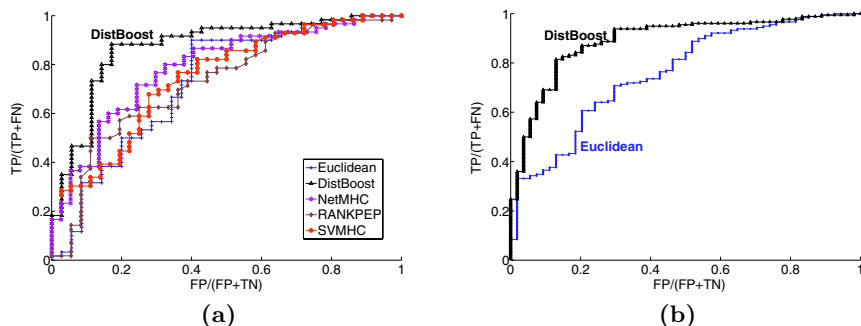 DistBoost
1
0.8
0.6
0.4
0.2
0
0
0.2
0.4
0.6
0.8
1
TP/(TP+FN)
FP/(FP+TN)
Euclidean
DistBoost
NetMHC
RANKPEP
SVMHC
(a)
DistBoost
Euclidean
1
0.8
0.6
0.4
0.2
0
0
0.2
0.4
0.6
0.8
1
TP/(TP+FN)
FP/(FP+TN)
(b)